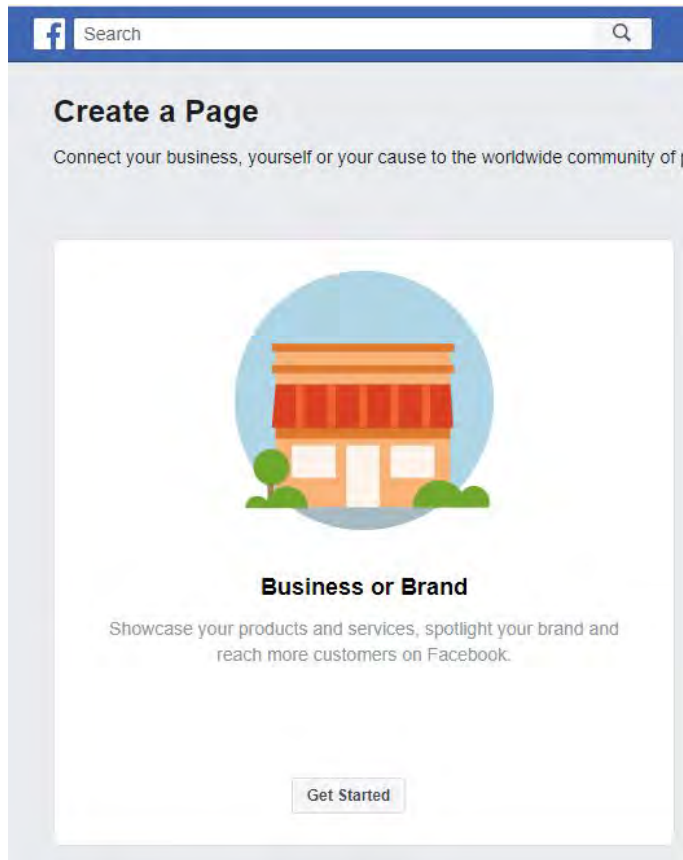 f Search
Create a Page
Connect your business, yourself or your cause to the worldwide community of
Business or Brand
Showcase your products and services, spotlight your brand and
reach more customers on Facebook.
Get Started